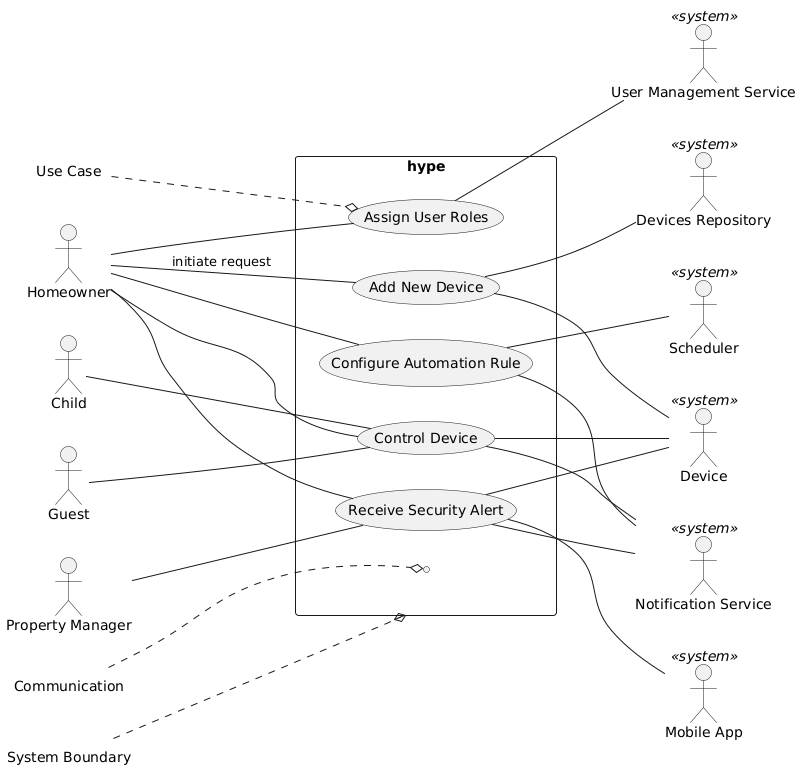 «system»
User Management Service
«system»
Devices Repository
hype
Use Case
Assign User Roles
initiate request
Homeowner
Add New Device
«system»
Scheduler
Configure Automation Rule
Child
Control Device
«system»
Device
Guest
Receive Security Alert
«system»
Notification Service
Property Manager
Communication
«system»
Mobile App
System Boundary